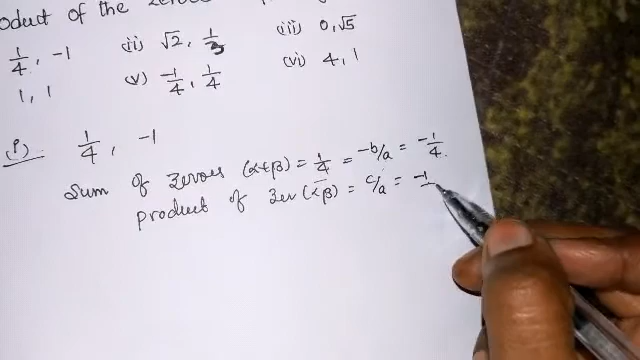 oduct of the zeroes
1/4, -1 (ii) √2, 1/3 (iii) 0, √5
1, 1 (v) -1/4, 1/4 (vi) 4, 1
(i) 1/4, -1
Sum of Zeroes (α+β) = 1/4 = -b/a = -1/4.
product of Zer (αβ) = c/a = -1